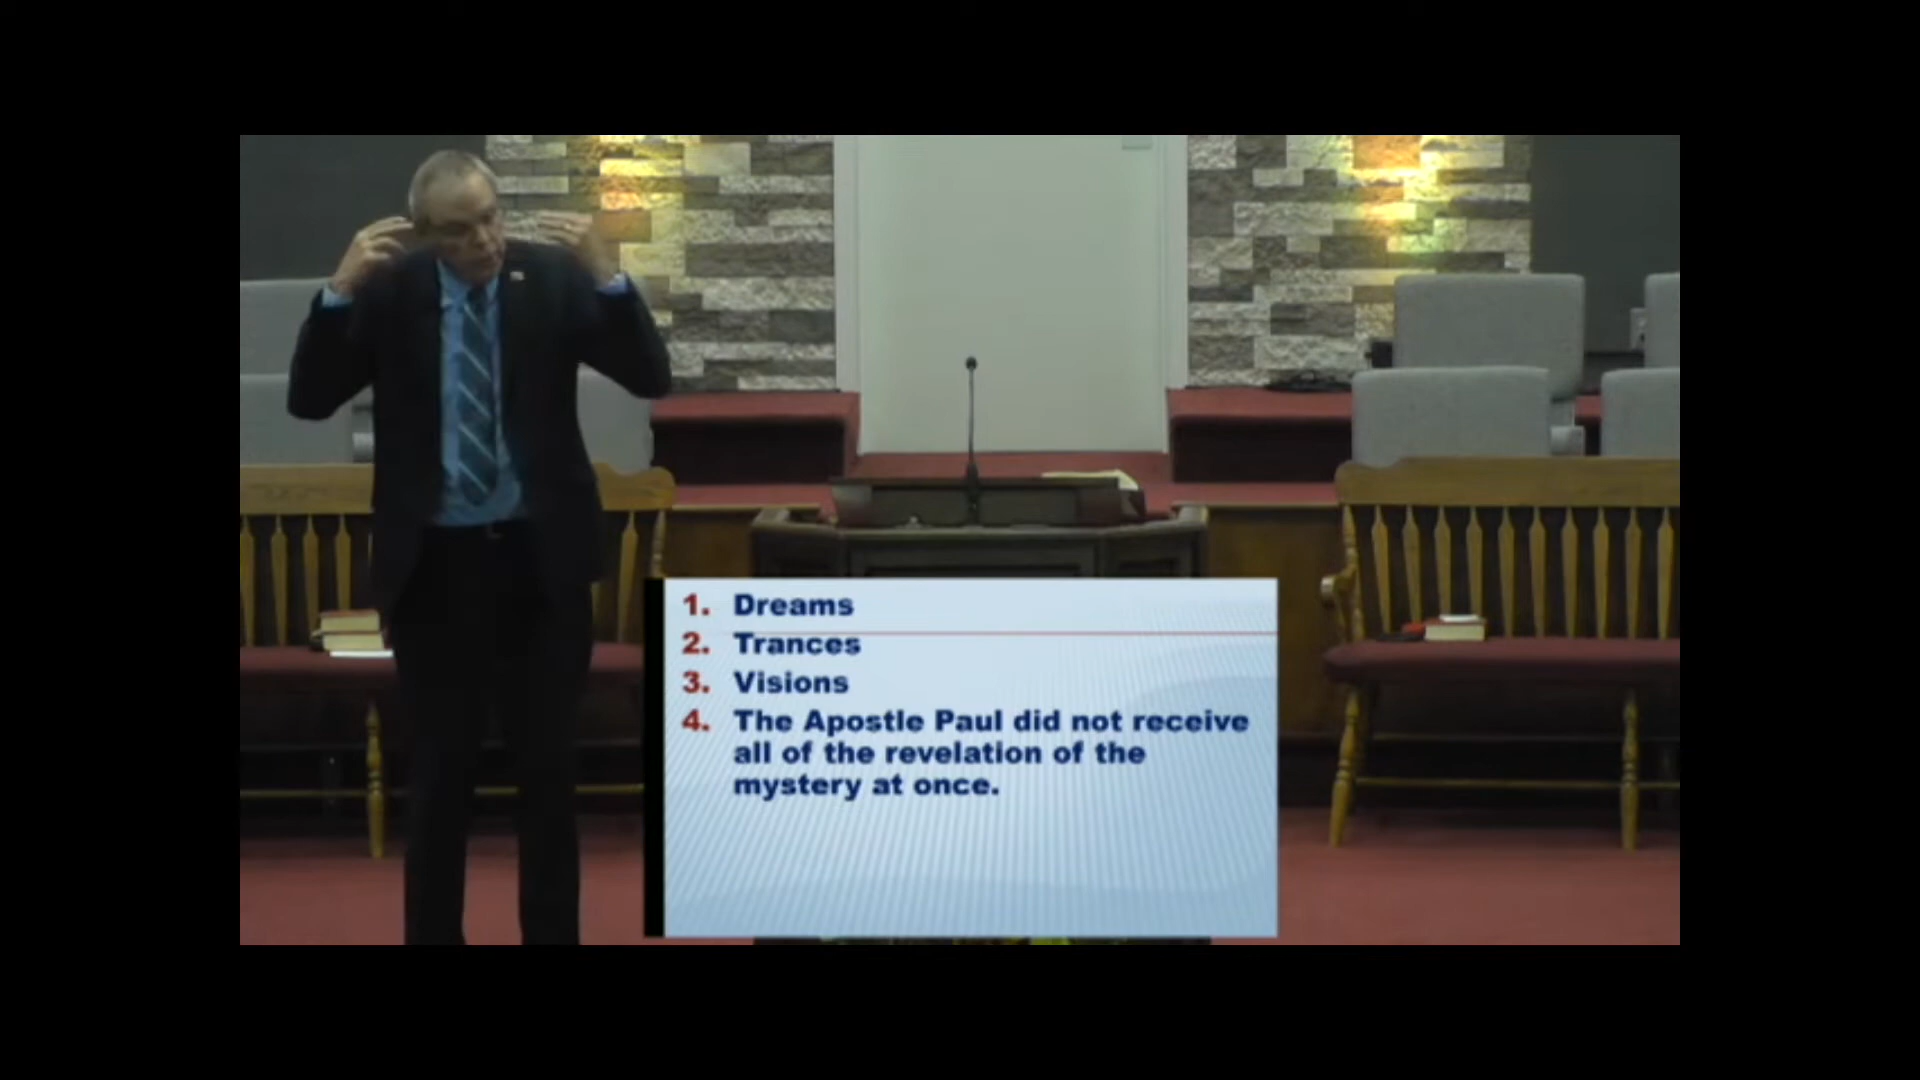 1. Dreams
2. Trances
3. Visions
4. The Apostle Paul did not receive
all of the revelation of the
mystery at once.